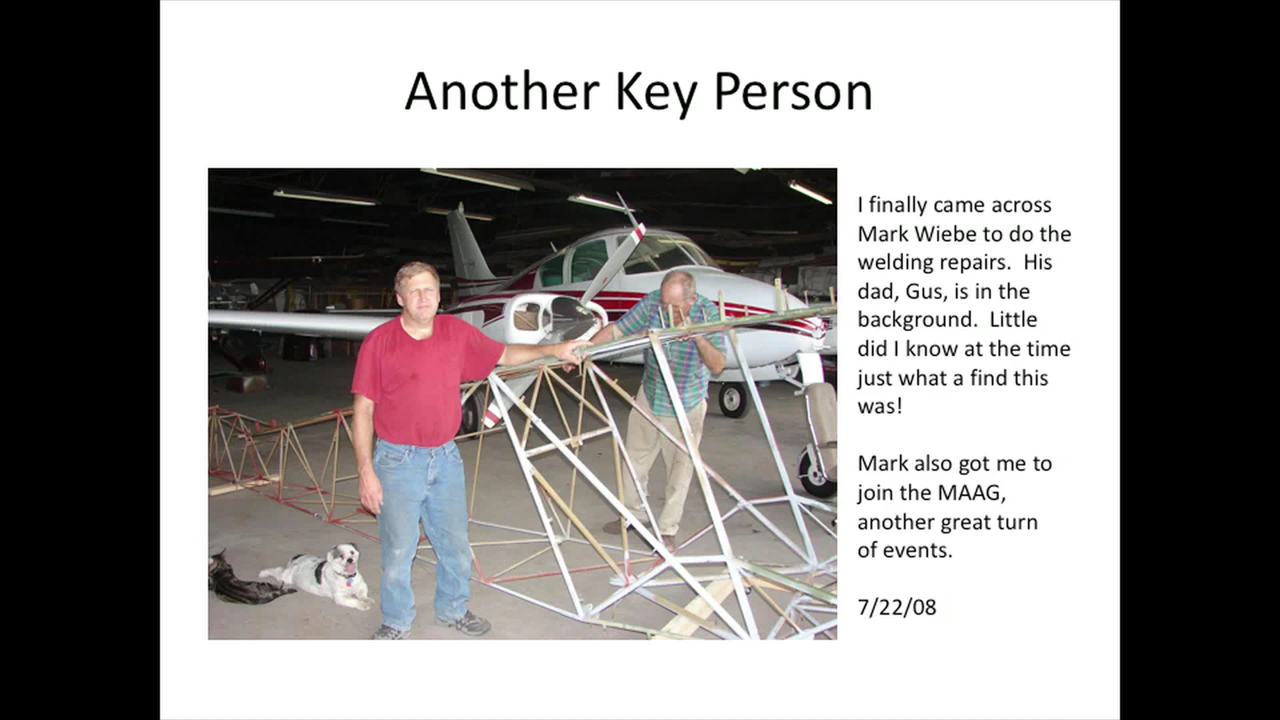 Another Key Person
I finally came across
Mark Wiebe to do the
welding repairs.  His
dad, Gus, is in the
background.  Little
did I know at the time
just what a find this
was!
Mark also got me to
join the MAAG,
another great turn
of events.
7/22/08